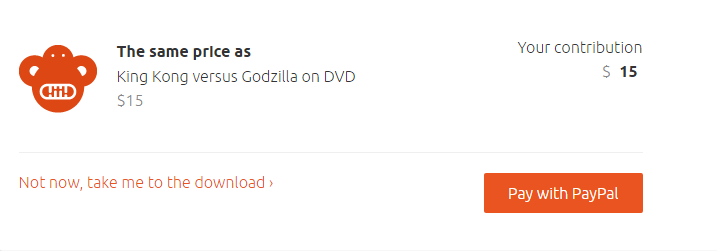 The same price as
King Kong versus Godzilla on DVD
$15
Your contribution
$ 15
Not now, take me to the download ›
Pay with PayPal